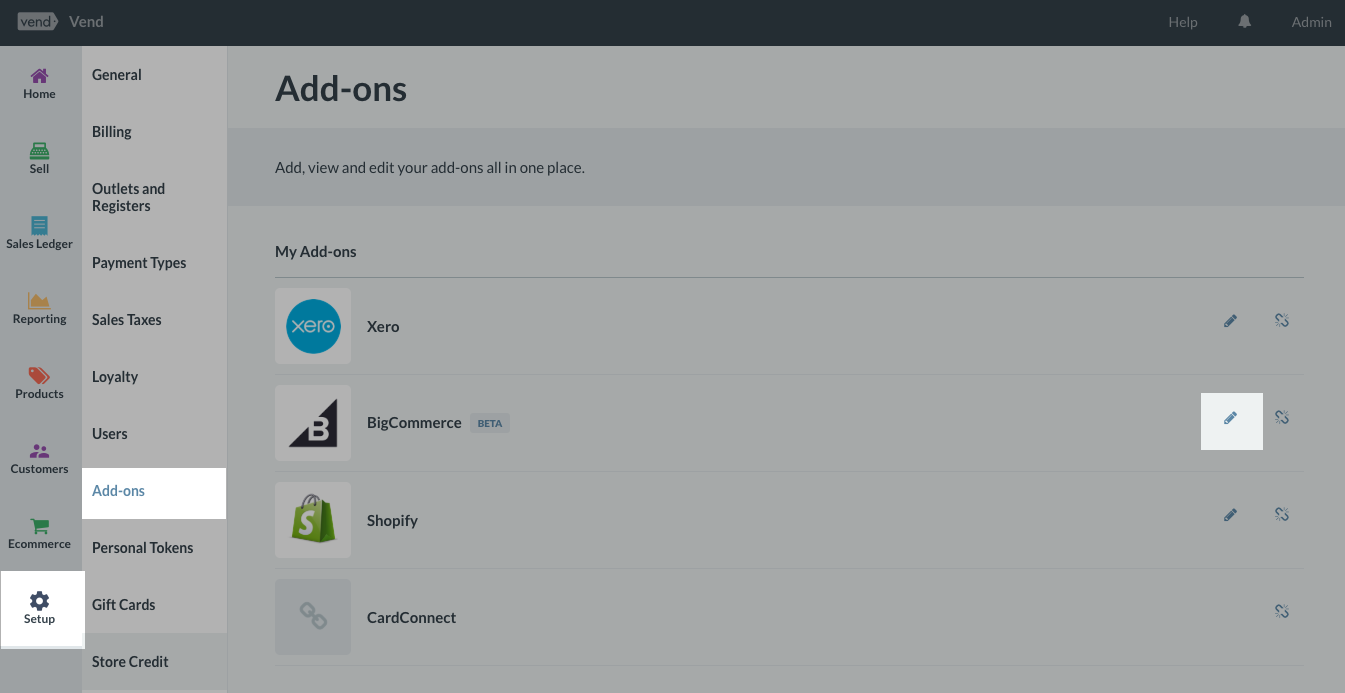 vend
Vend
Help
Admin
Home
Sell
Sales Ledger
Reporting
Products
Customers
Ecommerce
Setup
General
Billing
Outlets and
Registers
Payment Types
Sales Taxes
Loyalty
Users
Add-ons
Personal Tokens
Gift Cards
Store Credit
Add-ons
Add, view and edit your add-ons all in one place.
My Add-ons
xero
Xero
B
BigCommerce BETA
S
Shopify
CardConnect